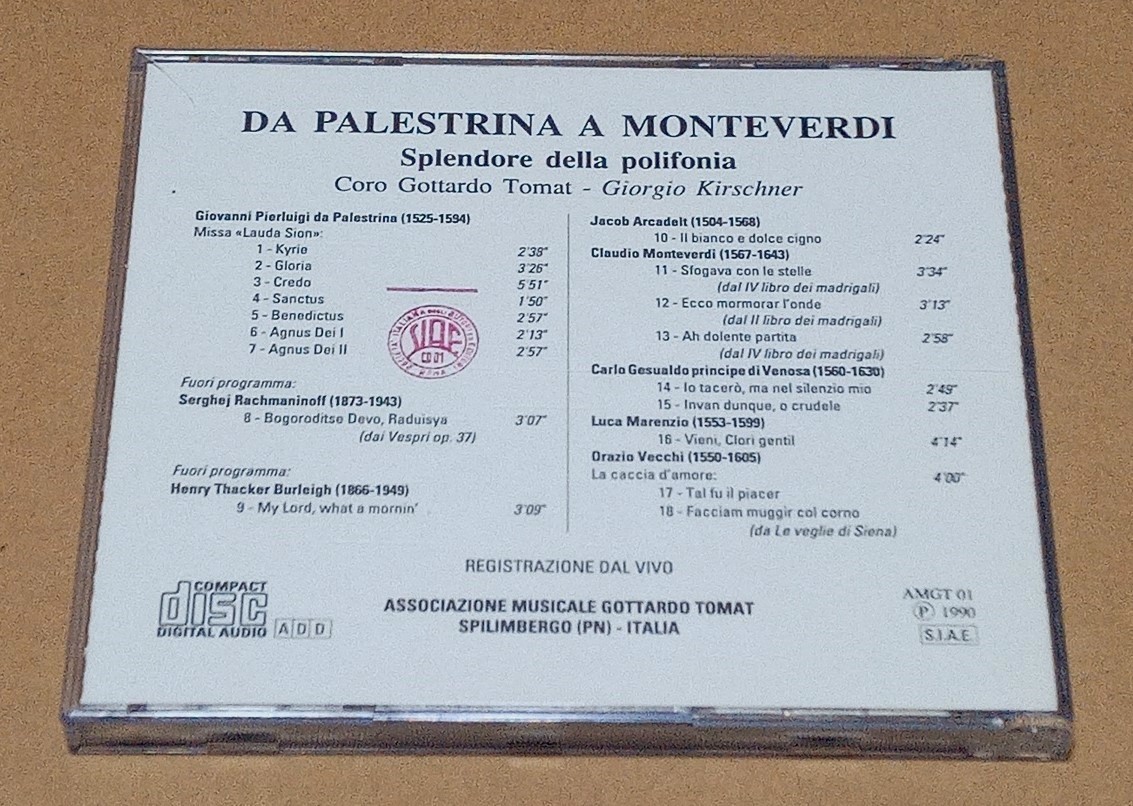 DA PALESTRINA A MONTEVERDI
Splendore della polifonia
Coro Gottardo Tomat - Giorgio Kirschner
Giovanni Pierluigi da Palestrina (1525-1594)
Missa «Lauda Sion»:
1 - Kyrie 2'38"
2 - Gloria 3'26"
3 - Credo 5'51"
4 - Sanctus 1'50"
5 - Benedictus 2'57"
6 - Agnus Dei I 2'13"
7 - Agnus Dei II 2'57"
SIAE
CD 01
ROMA
Fuori programma:
Serghej Rachmaninoff (1873-1943)
8 - Bogoroditse Devo, Raduisya 3'07"
(dai Vespri op. 37)
Fuori programma:
Henry Thacker Burleigh (1866-1949)
9 - My Lord, what a mornin' 3'09"
Jacob Arcadelt (1504-1568)
10 - Il bianco e dolce cigno 2'24"
Claudio Monteverdi (1567-1643)
11 - Sfogava con le stelle 3'34"
(dal IV libro dei madrigali)
12 - Ecco mormorar l'onde 3'13"
(dal II libro dei madrigali)
13 - Ah dolente partita 2'58"
(dal IV libro dei madrigali)
Carlo Gesualdo principe di Venosa (1560-1630)
14 - Io tacerò, ma nel silenzio mio 2'49"
15 - Invan dunque, o crudele 2'37"
Luca Marenzio (1553-1599)
16 - Vieni, Clori gentil 4'14"
Orazio Vecchi (1550-1605)
La caccia d'amore: 4'00"
17 - Tal fu il piacer
18 - Facciam muggir col corno
(da Le veglie di Siena)
REGISTRAZIONE DAL VIVO
COMPACT
disc
DIGITAL AUDIO
ADD
ASSOCIAZIONE MUSICALE GOTTARDO TOMAT
SPILIMBERGO (PN) - ITALIA
AMGT 01
℗ 1990
S.I.A.E.